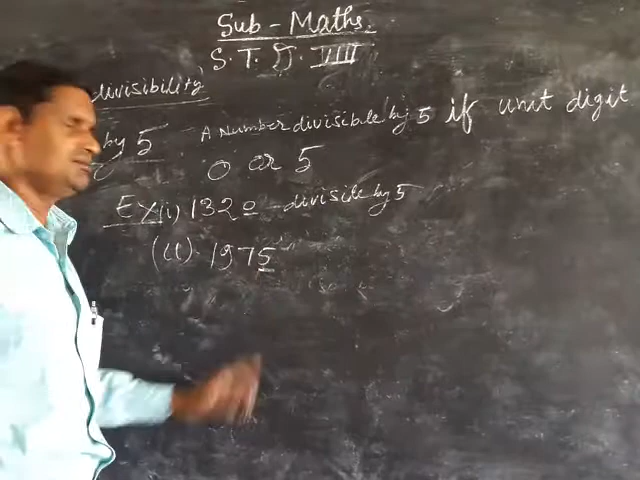 Sub - Maths.
S.T.D. VIII
divisibility
by 5 A Number divisible by 5 if unit digit
0 or 5
Ex(i) 1320 - divisible by 5
(ii) - 1975